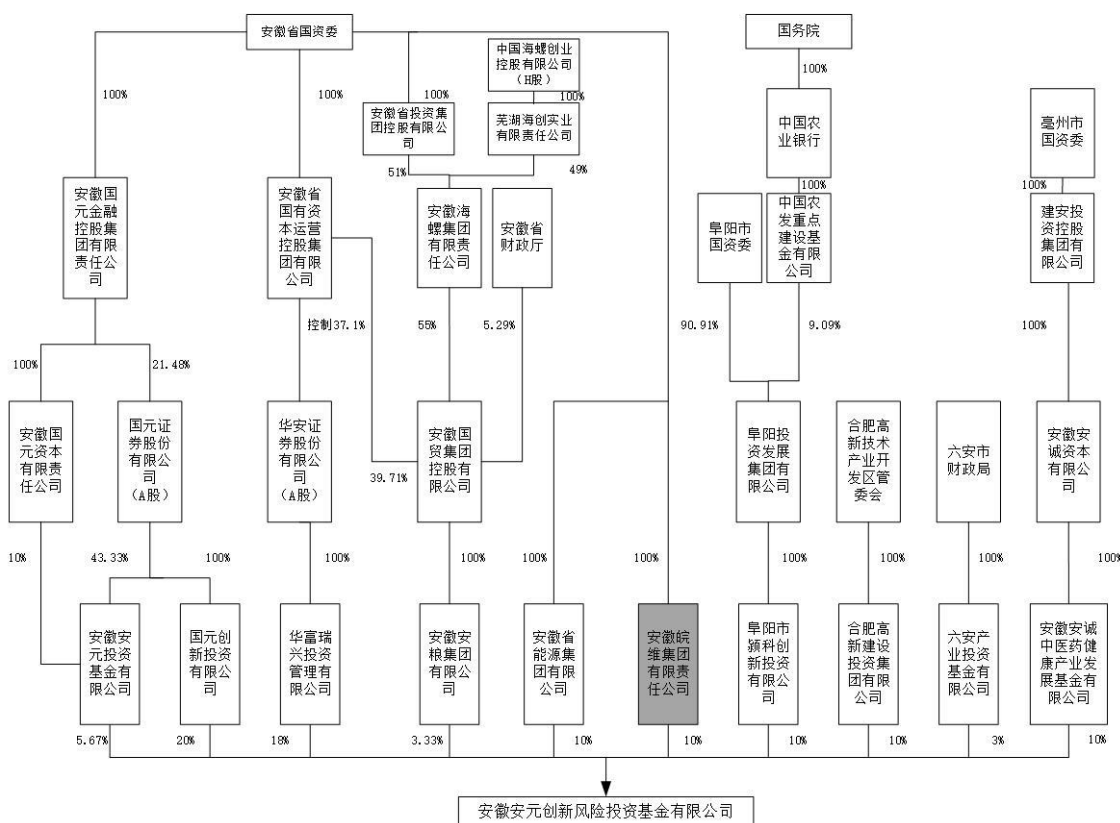 安徽省国资委
国务院
中国海螺创业
控股有限公司
（H股）
100%
100%
100%
100%
100%
100%
安徽省投资集
团控股有限公
司
芜湖海创实业
有限责任公司
中国农
业银行
亳州市
国资委
51%
49%
100%
100%
安徽国
元金融
控股集
团有限
责任公
司
安徽省
国有资
本运营
控股集
团有限
公司
安徽海
螺集团
有限责
任公司
安徽省
财政厅
阜阳市
国资委
中国农
发重点
建设基
金有限
公司
建安投
资控股
集团有
限公司
控制37.1%
55%
5.29%
90.91%
9.09%
100%
100%
21.48%
安徽国
元资本
有限责
任公司
国元证
券股份
有限公
司
（A股）
华安证
券股份
有限公
司
（A股）
39.71%
安徽国
贸集团
控股有
限公司
阜阳投
资发展
集团有
限公司
合肥高
新技术
产业开
发区管
委会
六安市
财政局
安徽安
诚资本
有限公
司
10%
43.33%
100%
100%
100%
100%
100%
100%
100%
100%
100%
安徽安
元投资
基金有
限公司
国元创
新投资
有限公
司
华富瑞
兴投资
管理有
限公司
安徽安
粮集团
有限公
司
安徽省
能源集
团有限
公司
安徽皖
维集团
有限责
任公司
阜阳市
颍科创
新投资
有限公
司
合肥高
新建设
投资集
团有限
公司
六安产
业投资
基金有
限公司
安徽安诚
中医药健
康产业发
展基金有
限公司
5.67%
20%
18%
3.33%
10%
10%
10%
10%
3%
10%
安徽安元创新风险投资基金有限公司